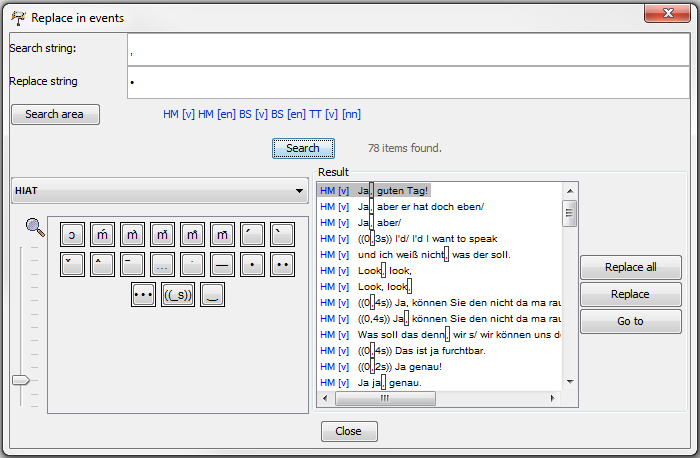 Replace in events
Search string:
,
Replace string
•
Search area
HM [v] HM [en] BS [v] BS [en] TT [v] [nn]
Search
78 items found.
HIAT
ɔ ḿ m̀ m̌ m̂ m̄ ˊ ˋ
ˇ ˆ ¯ … ˙ — • • •
• • • ((_s)) ‿
Result
HM [v] Ja, guten Tag!
HM [v] Ja, aber er hat doch eben/
HM [v] Ja, aber/
HM [v] ((0,3s)) I'd/ I'd I want to speak
HM [v] und ich weiß nicht, was der soll.
HM [v] Look, look,
HM [v] Look, look,
HM [v] ((0,4s)) Ja, können Sie den nicht da ma rau
HM [v] ((0,4s)) Ja, können Sie den nicht da ma rau
HM [v] Was soll das denn, wir s/ wir können uns d
HM [v] ((0,4s)) Das ist ja furchtbar.
HM [v] ((0,2s)) Ja genau!
HM [v] Ja ja, genau.
Replace all
Replace
Go to
Close